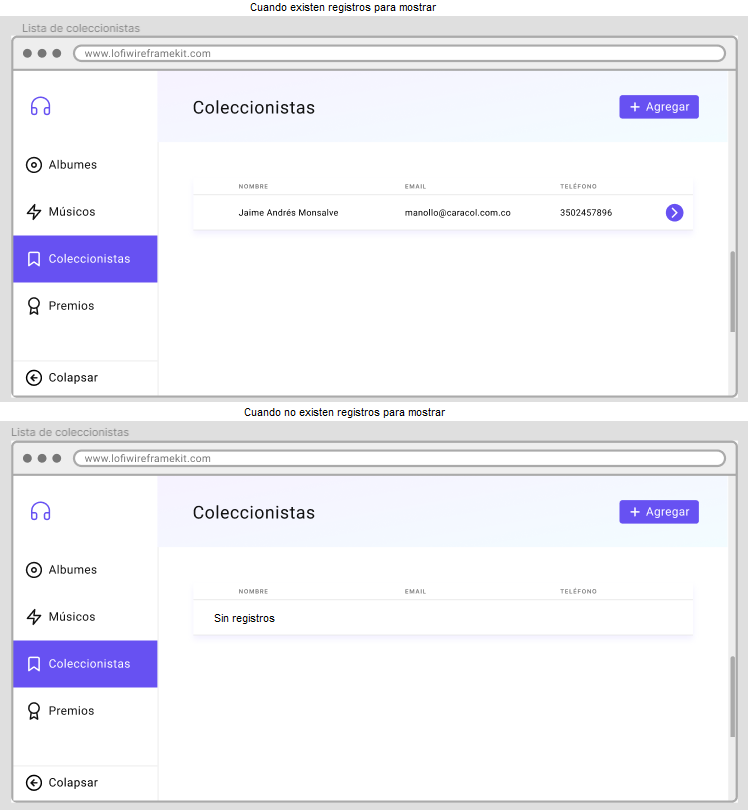 Cuando existen registros para mostrar
Lista de coleccionistas
www.lofiwireframekit.com
Coleccionistas
+ Agregar
Albumes
Músicos
Coleccionistas
Premios
Colapsar
NOMBRE EMAIL TELÉFONO
Jaime Andrés Monsalve manollo@caracol.com.co 3502457896
Cuando no existen registros para mostrar
Lista de coleccionistas
www.lofiwireframekit.com
Coleccionistas
+ Agregar
Albumes
Músicos
Coleccionistas
Premios
Colapsar
NOMBRE EMAIL TELÉFONO
Sin registros